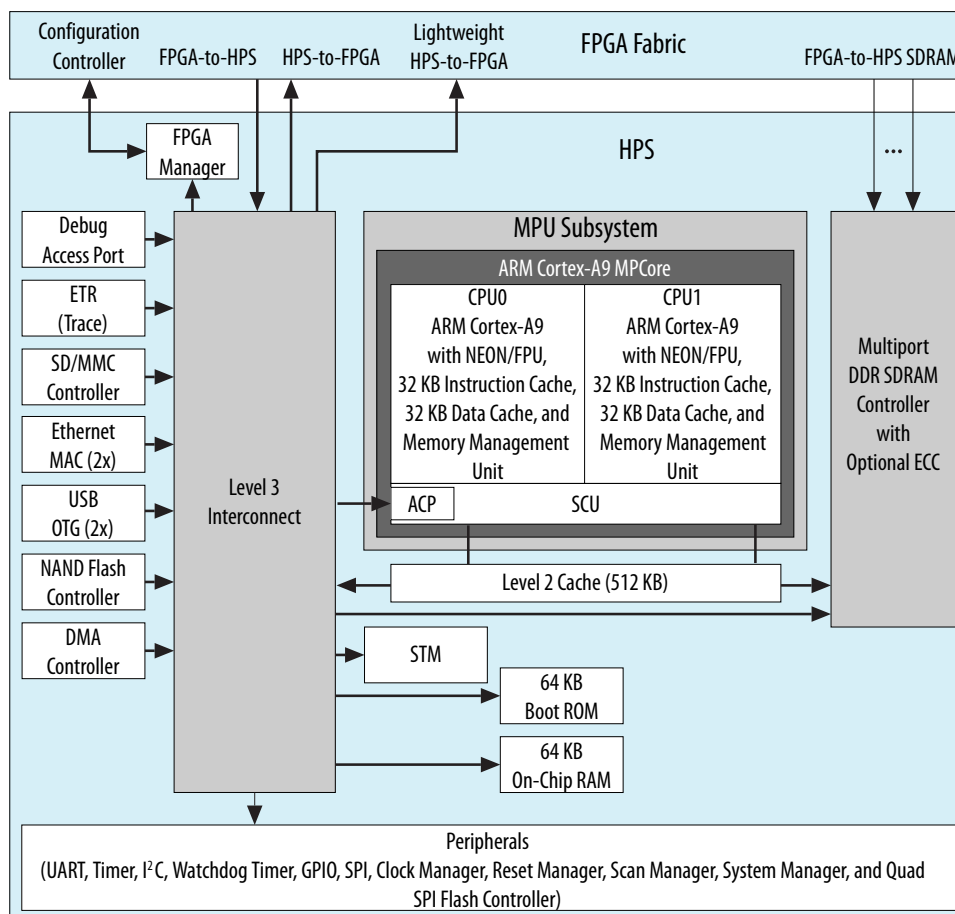 Configuration
Controller
FPGA-to-HPS
HPS-to-FPGA
Lightweight
HPS-to-FPGA
FPGA Fabric
FPGA-to-HPS SDRAM
FPGA
Manager
HPS
...
Debug
Access Port
ETR
(Trace)
SD/MMC
Controller
Ethernet
MAC (2x)
USB
OTG (2x)
NAND Flash
Controller
DMA
Controller
Level 3
Interconnect
MPU Subsystem
ARM Cortex-A9 MPCore
CPU0
ARM Cortex-A9
with NEON/FPU,
32 KB Instruction Cache,
32 KB Data Cache, and
Memory Management
Unit
CPU1
ARM Cortex-A9
with NEON/FPU,
32 KB Instruction Cache,
32 KB Data Cache, and
Memory Management
Unit
ACP
SCU
Level 2 Cache (512 KB)
Multiport
DDR SDRAM
Controller
with
Optional ECC
STM
64 KB
Boot ROM
64 KB
On-Chip RAM
Peripherals
(UART, Timer, I²C, Watchdog Timer, GPIO, SPI, Clock Manager, Reset Manager, Scan Manager, System Manager, and Quad
SPI Flash Controller)